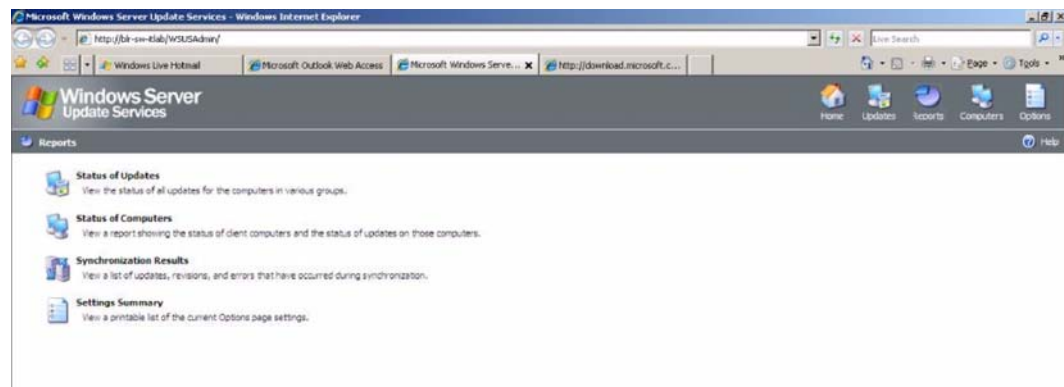 Microsoft Windows Server Update Services - Windows Internet Explorer
http://blr-sw-itlab/WSUSAdmin/
Live Search
Windows Live Hotmail
Microsoft Outlook Web Access
Microsoft Windows Serve...
http://download.microsoft.c...
Page
Tools
Windows Server
Update Services
Home
Updates
Reports
Computers
Options
Reports
Help
Status of Updates
View the status of all updates for the computers in various groups.
Status of Computers
View a report showing the status of client computers and the status of updates on those computers.
Synchronization Results
View a list of updates, revisions, and errors that have occurred during synchronization.
Settings Summary
View a printable list of the current Options page settings.